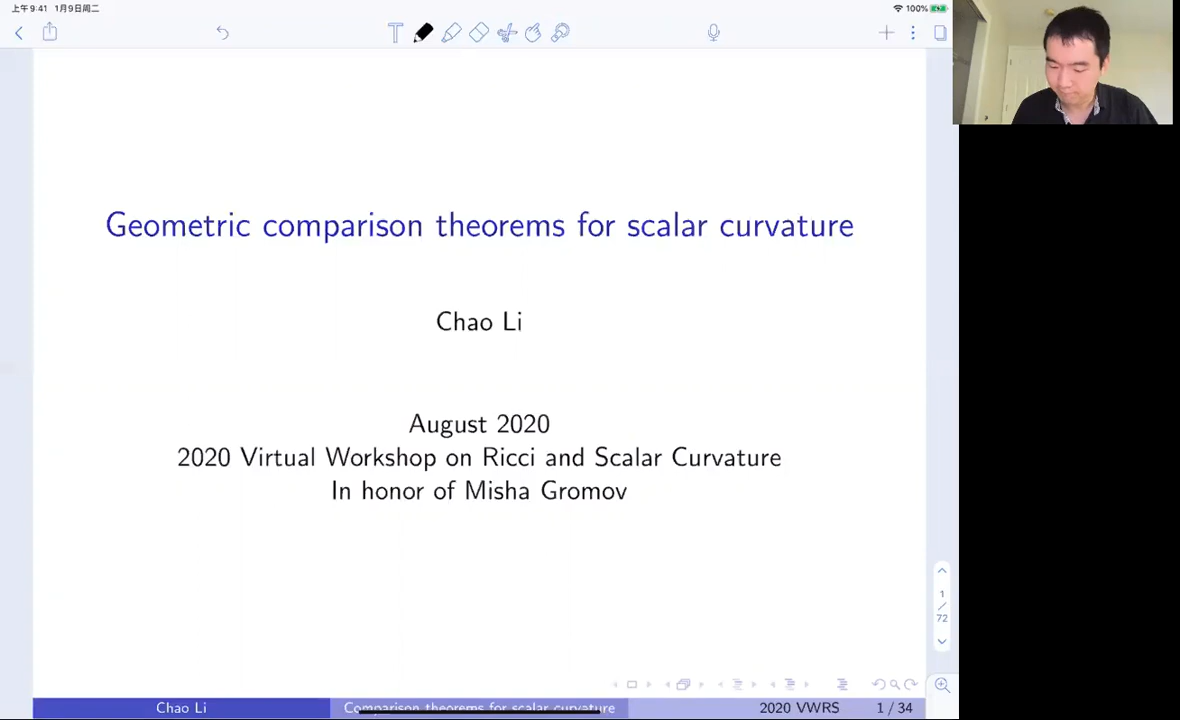 上午9:41 1月9日周二
100%
Geometric comparison theorems for scalar curvature
Chao Li
August 2020
2020 Virtual Workshop on Ricci and Scalar Curvature
In honor of Misha Gromov
1
/
72
Chao Li
Comparison theorems for scalar curvature
2020 VWRS
1 / 34